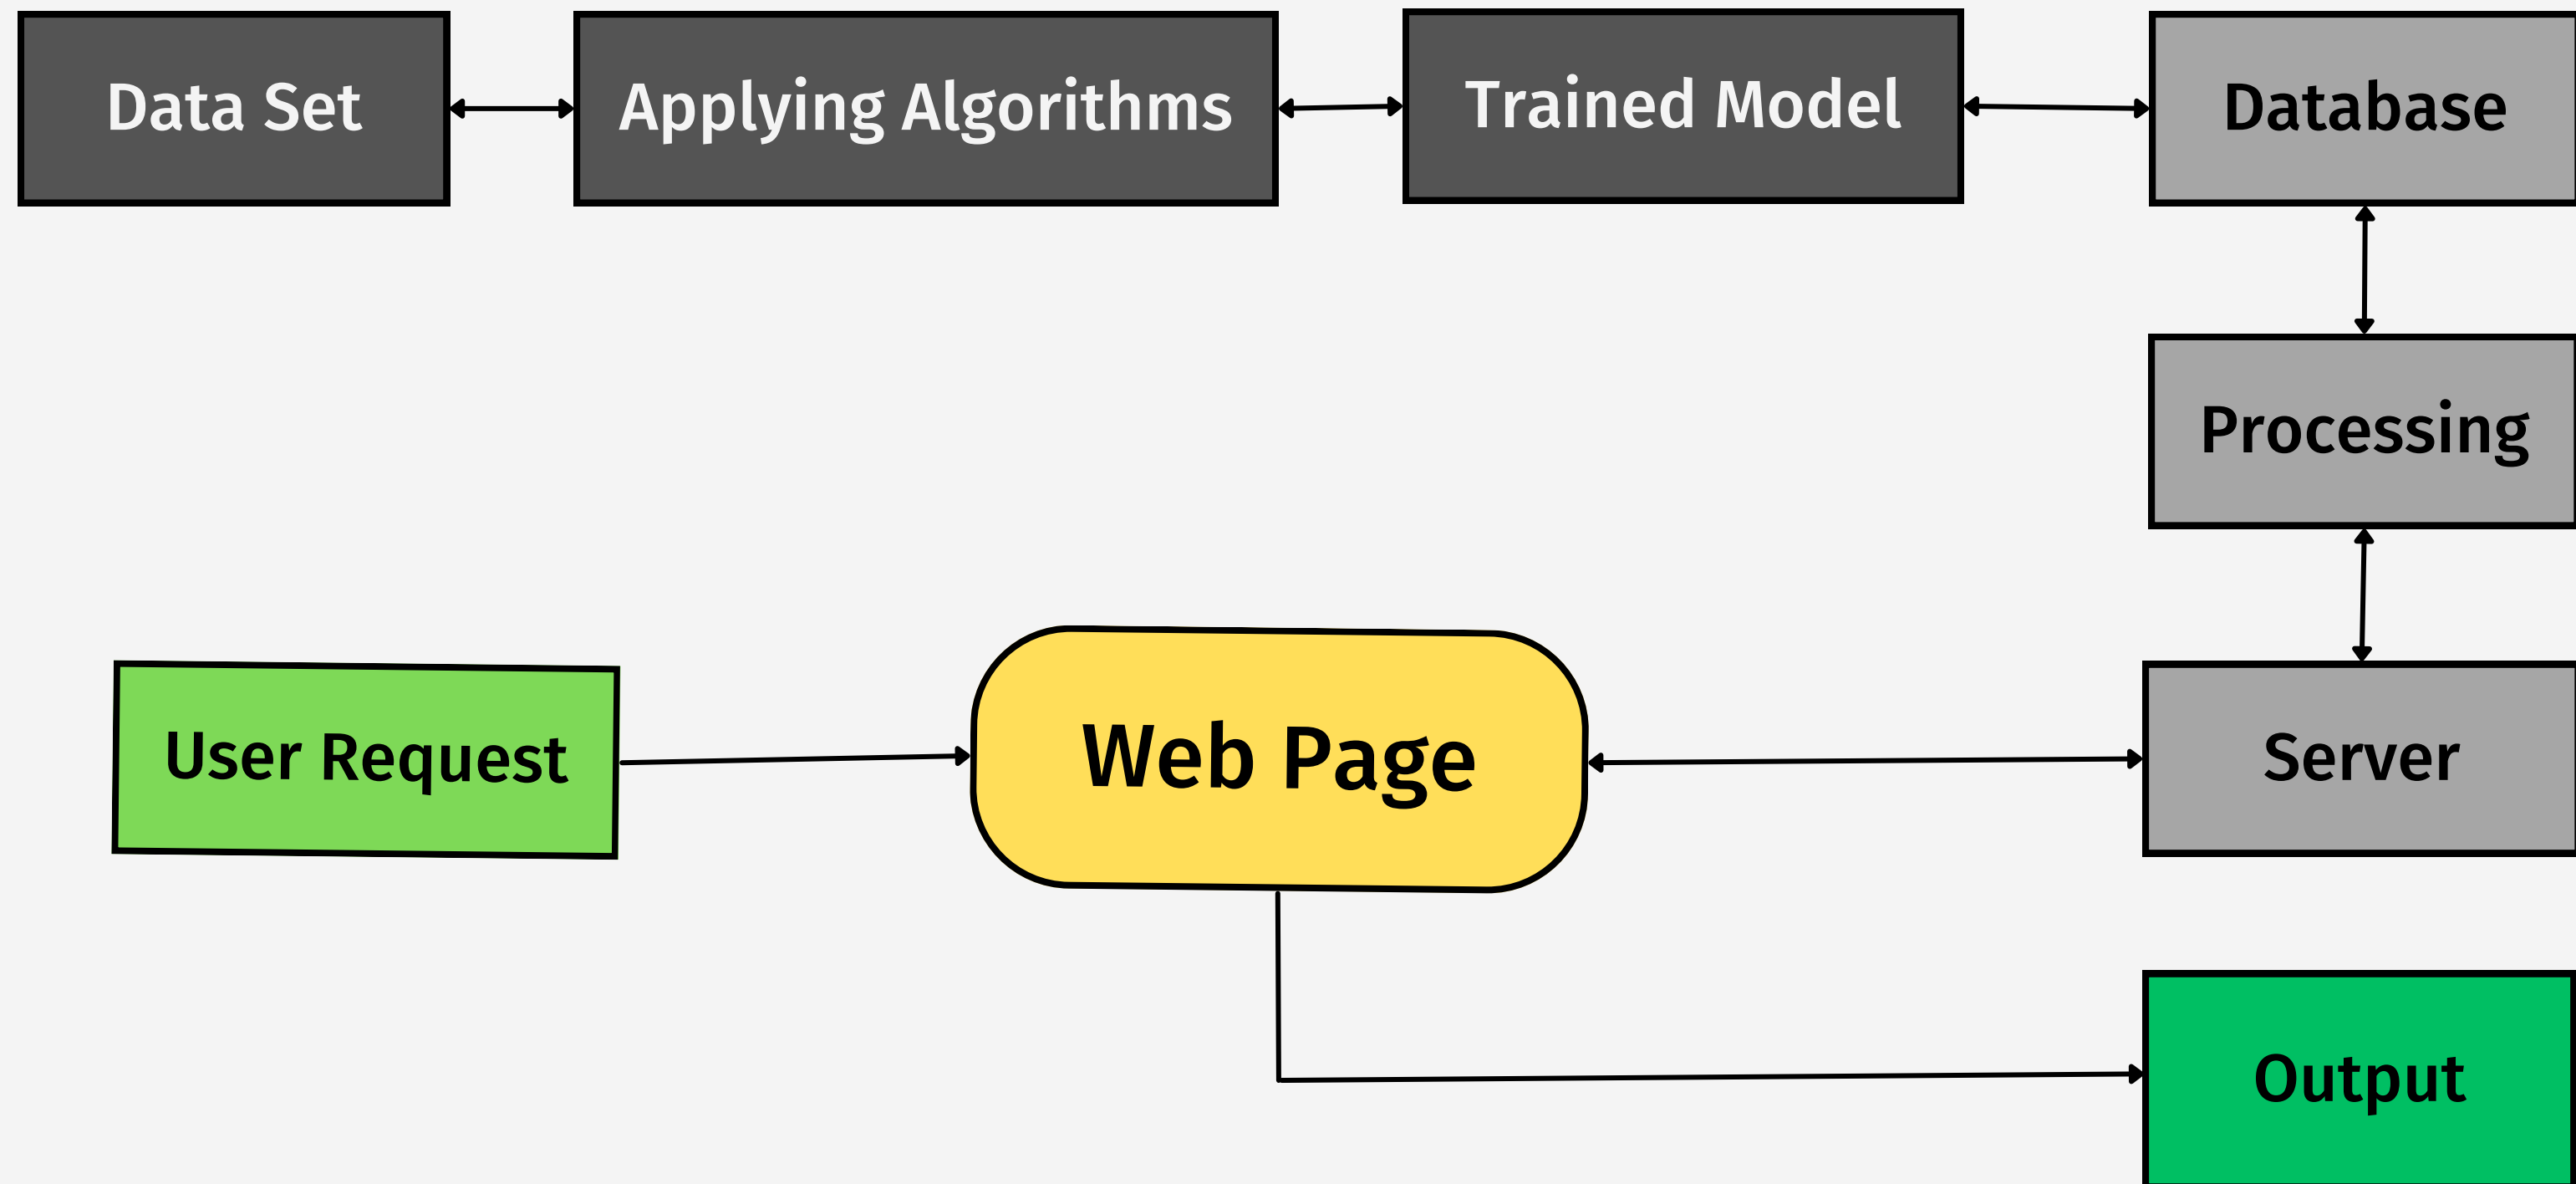 Data Set
Applying Algorithms
Trained Model
Database
Processing
User Request
Web Page
Server
Output